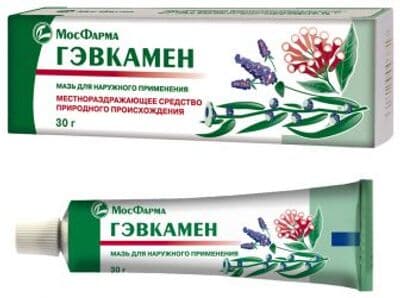 МосФарма
ГЭВКАМЕН
МАЗЬ ДЛЯ НАРУЖНОГО ПРИМЕНЕНИЯ
МЕСТНОРАЗДРАЖАЮЩЕЕ СРЕДСТВО
ПРИРОДНОГО ПРОИСХОЖДЕНИЯ
30 г
МосФарма
ГЭВКАМЕН
МАЗЬ ДЛЯ НАРУЖНОГО ПРИМЕНЕНИЯ
30 г